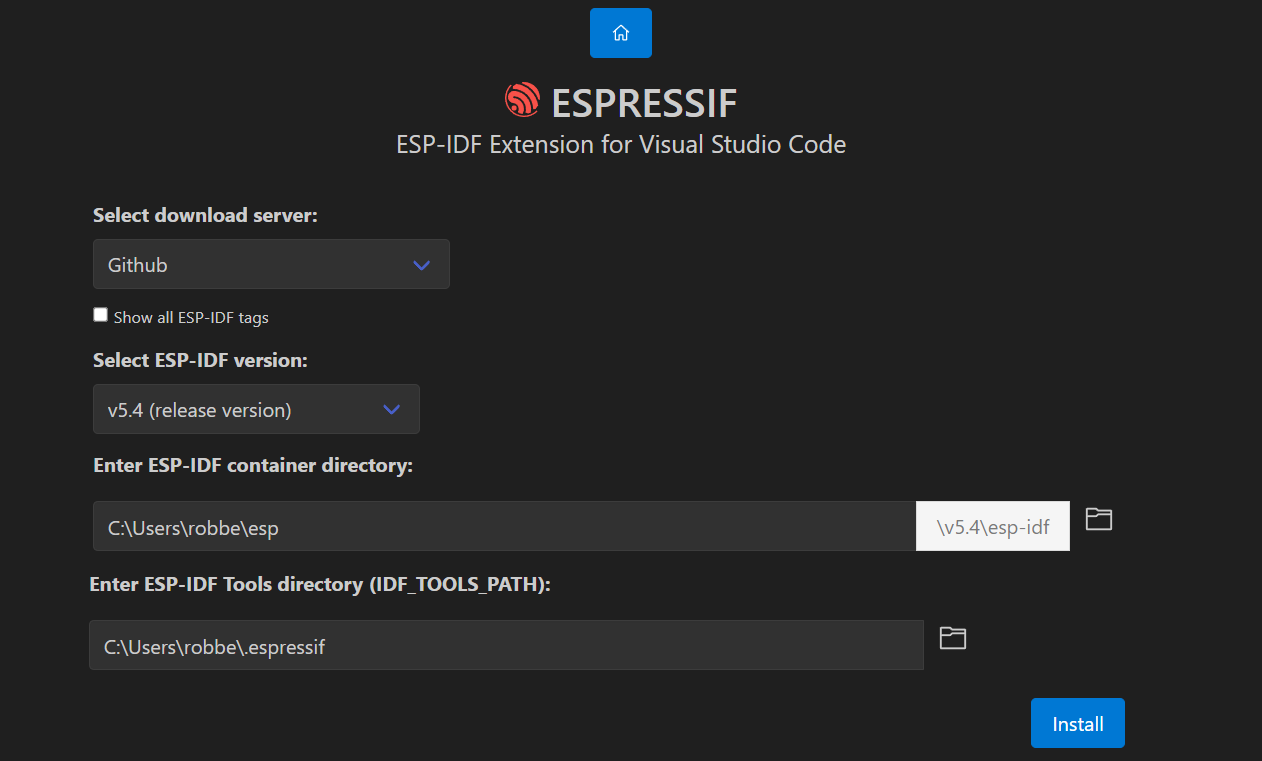 ESPRESSIF
ESP-IDF Extension for Visual Studio Code
Select download server:
Github
Show all ESP-IDF tags
Select ESP-IDF version:
v5.4 (release version)
Enter ESP-IDF container directory:
C:\Users\robbe\esp \v5.4\esp-idf
Enter ESP-IDF Tools directory (IDF_TOOLS_PATH):
C:\Users\robbe\.espressif
Install